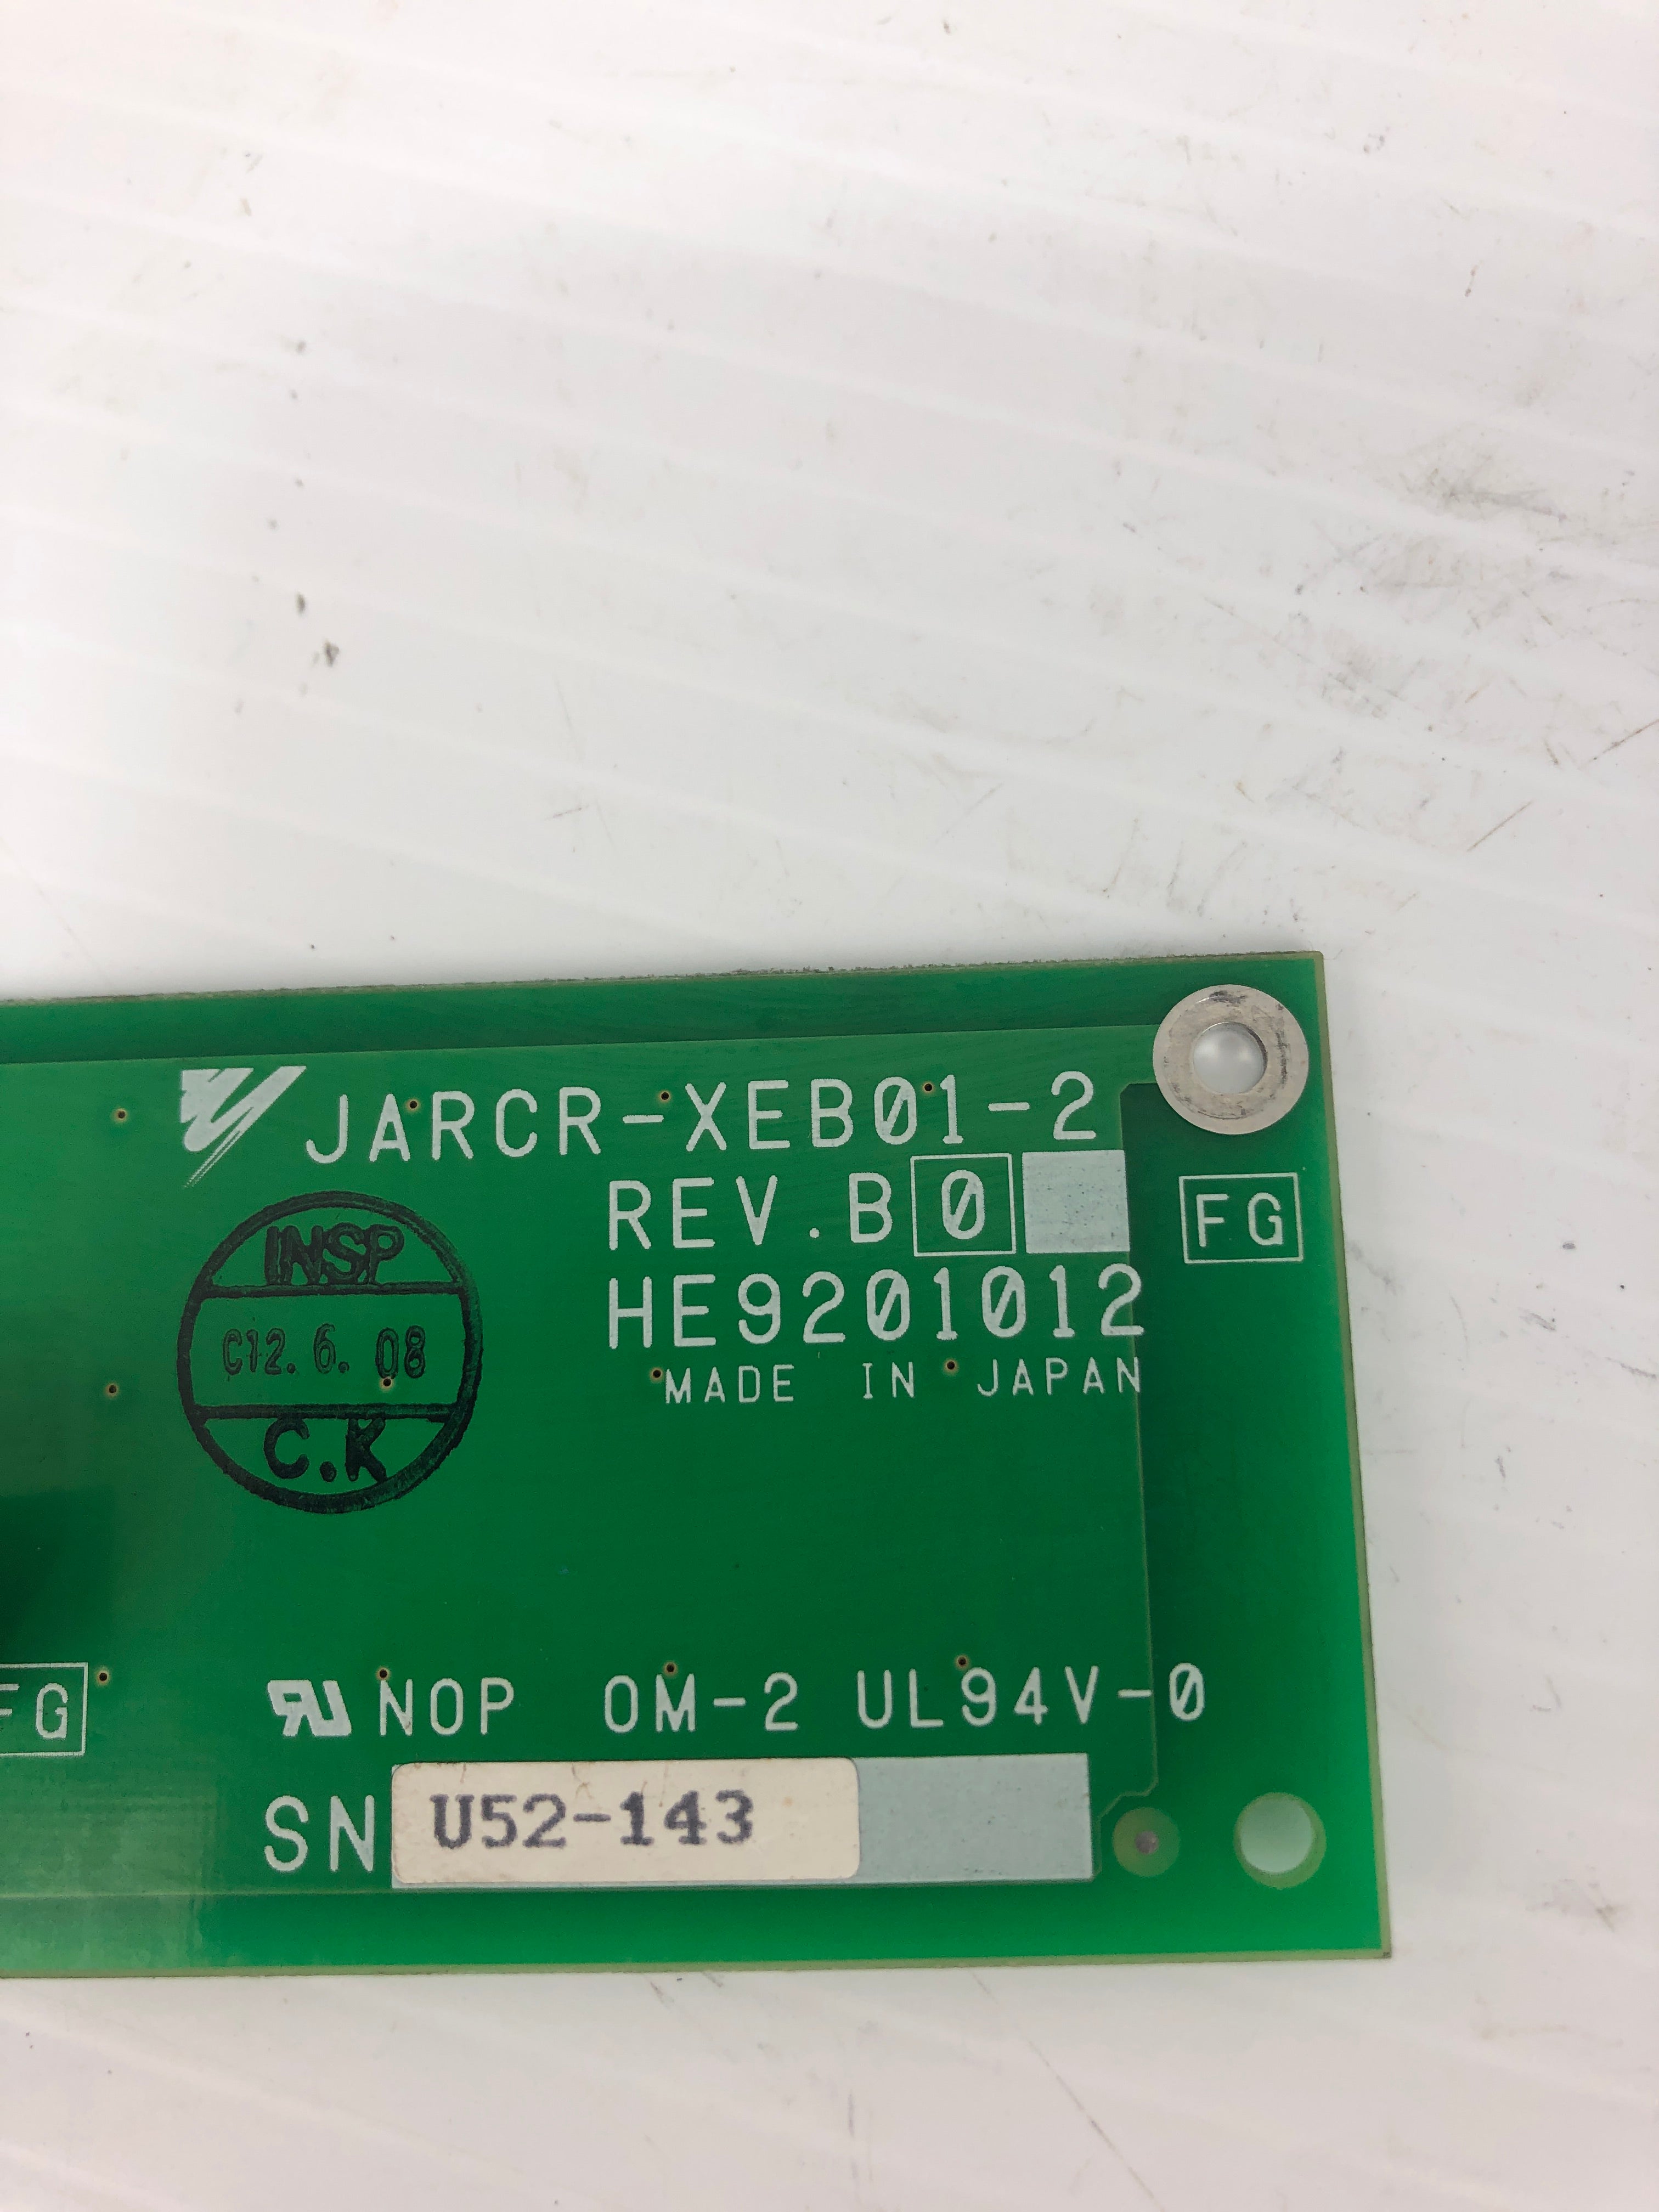 JARCR-XEB01-2
REV.B0
FG
HE9201012
MADE IN JAPAN
INSP
C12.6.08
C.K
FG
RU NOP OM-2 UL94V-0
SN U52-143